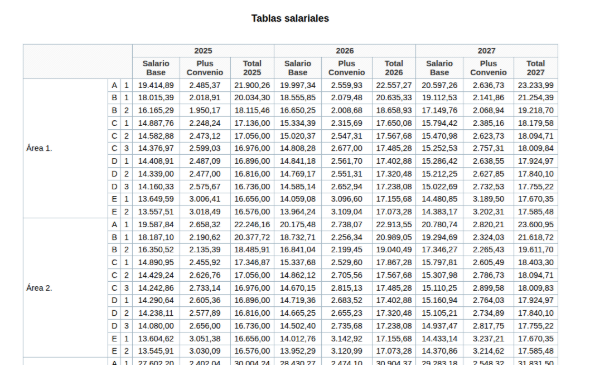 Tablas salariales
2025 2026 2027
Salario Base Plus Convenio Total 2025 Salario Base Plus Convenio Total 2026 Salario Base Plus Convenio Total 2027
Área 1.
A 1 19.414,89 2.485,37 21.900,26 19.997,34 2.559,93 22.557,27 20.597,26 2.636,73 23.233,99
B 1 18.015,39 2.018,91 20.034,30 18.555,85 2.079,48 20.635,33 19.112,53 2.141,86 21.254,39
B 2 16.165,29 1.950,17 18.115,46 16.650,25 2.008,68 18.658,93 17.149,76 2.068,94 19.218,70
C 1 14.887,76 2.248,24 17.136,00 15.334,39 2.315,69 17.650,08 15.794,42 2.385,16 18.179,58
C 2 14.582,88 2.473,12 17.056,00 15.020,37 2.547,31 17.567,68 15.470,98 2.623,73 18.094,71
C 3 14.376,97 2.599,03 16.976,00 14.808,28 2.677,00 17.485,28 15.252,53 2.757,31 18.009,84
D 1 14.408,91 2.487,09 16.896,00 14.841,18 2.561,70 17.402,88 15.286,42 2.638,55 17.924,97
D 2 14.339,00 2.477,00 16.816,00 14.769,17 2.551,31 17.320,48 15.212,25 2.627,85 17.840,10
D 3 14.160,33 2.575,67 16.736,00 14.585,14 2.652,94 17.238,08 15.022,69 2.732,53 17.755,22
E 1 13.649,59 3.006,41 16.656,00 14.059,08 3.096,60 17.155,68 14.480,85 3.189,50 17.670,35
E 2 13.557,51 3.018,49 16.576,00 13.964,24 3.109,04 17.073,28 14.383,17 3.202,31 17.585,48
Área 2.
A 1 19.587,84 2.658,32 22.246,16 20.175,48 2.738,07 22.913,55 20.780,74 2.820,21 23.600,95
B 1 18.187,10 2.190,62 20.377,72 18.732,71 2.256,34 20.989,05 19.294,69 2.324,03 21.618,72
B 2 16.350,52 2.135,39 18.485,91 16.841,04 2.199,45 19.040,49 17.346,27 2.265,43 19.611,70
C 1 14.890,95 2.455,92 17.346,87 15.337,68 2.529,60 17.867,28 15.797,81 2.605,49 18.403,30
C 2 14.429,24 2.626,76 17.056,00 14.862,12 2.705,56 17.567,68 15.307,98 2.786,73 18.094,71
C 3 14.242,86 2.733,14 16.976,00 14.670,15 2.815,13 17.485,28 15.110,25 2.899,58 18.009,83
D 1 14.290,64 2.605,36 16.896,00 14.719,36 2.683,52 17.402,88 15.160,94 2.764,03 17.924,97
D 2 14.238,11 2.577,89 16.816,00 14.665,25 2.655,23 17.320,48 15.105,21 2.734,89 17.840,10
D 3 14.080,00 2.656,00 16.736,00 14.502,40 2.735,68 17.238,08 14.937,47 2.817,75 17.755,22
E 1 13.604,62 3.051,38 16.656,00 14.012,76 3.142,92 17.155,68 14.433,14 3.237,21 17.670,35
E 2 13.545,91 3.030,09 16.576,00 13.952,29 3.120,99 17.073,28 14.370,86 3.214,62 17.585,48
A 1 27.602,20 2.402,04 30.004,24 28.430,27 2.474,10 30.904,37 29.283,18 2.548,32 31.831,50